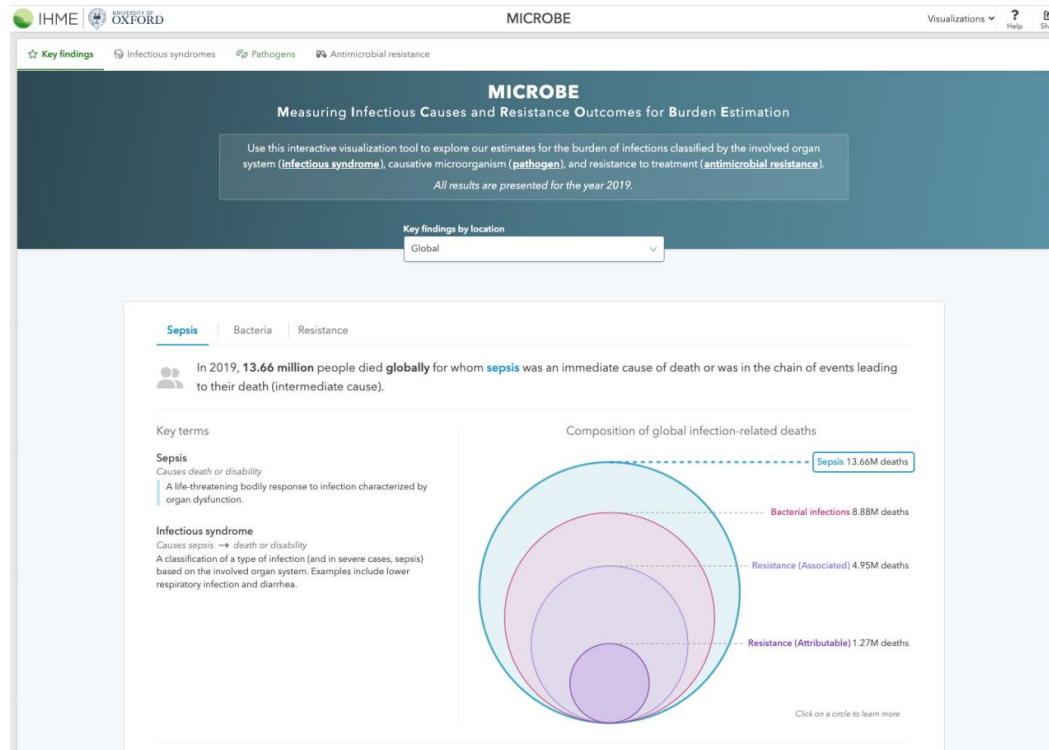 IHME
UNIVERSITY OF
OXFORD
MICROBE
Visualizations
?
Help
Key findings
Infectious syndromes
Pathogens
Antimicrobial resistance
MICROBE
Measuring Infectious Causes and Resistance Outcomes for Burden Estimation
Use this interactive visualization tool to explore our estimates for the burden of infections classified by the involved organ
system (infectious syndrome), causative microorganism (pathogen), and resistance to treatment (antimicrobial resistance).
All results are presented for the year 2019.
Key findings by location
Global
Sepsis
Bacteria
Resistance
In 2019, 13.66 million people died globally for whom sepsis was an immediate cause of death or was in the chain of events leading
to their death (intermediate cause).
Key terms
Sepsis
Causes death or disability
A life-threatening bodily response to infection characterized by
organ dysfunction.
Infectious syndrome
Causes sepsis → death or disability
A classification of a type of infection (and in severe cases, sepsis)
based on the involved organ system. Examples include lower
respiratory infection and diarrhea.
Composition of global infection-related deaths
Sepsis 13.66M deaths
Bacterial infections 8.88M deaths
Resistance (Associated) 4.95M deaths
Resistance (Attributable) 1.27M deaths
Click on a circle to learn more